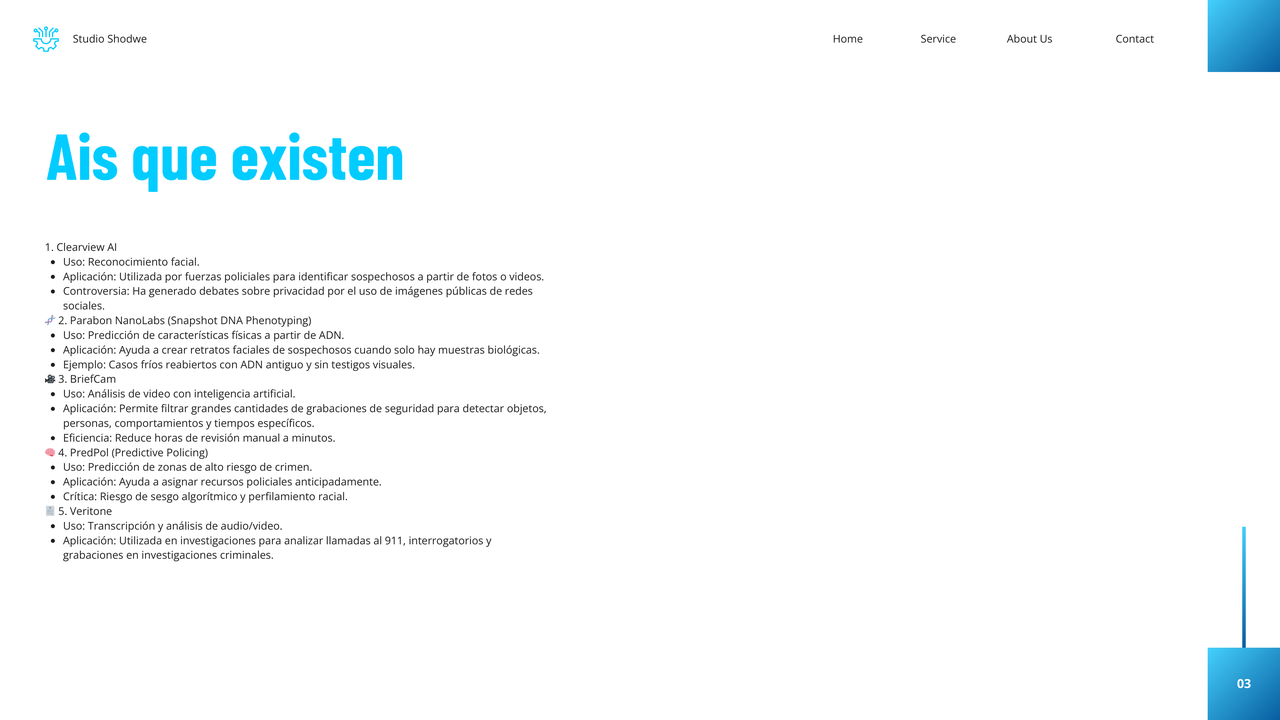 Studio Shodwe
Home
Service
About Us
Contact
Ais que existen
1. Clearview AI
• Uso: Reconocimiento facial.
• Aplicación: Utilizada por fuerzas policiales para identificar sospechosos a partir de fotos o videos.
• Controversia: Ha generado debates sobre privacidad por el uso de imágenes públicas de redes
sociales.
🧬 2. Parabon NanoLabs (Snapshot DNA Phenotyping)
• Uso: Predicción de características físicas a partir de ADN.
• Aplicación: Ayuda a crear retratos faciales de sospechosos cuando solo hay muestras biológicas.
• Ejemplo: Casos fríos reabiertos con ADN antiguo y sin testigos visuales.
🎥 3. BriefCam
• Uso: Análisis de video con inteligencia artificial.
• Aplicación: Permite filtrar grandes cantidades de grabaciones de seguridad para detectar objetos,
personas, comportamientos y tiempos específicos.
• Eficiencia: Reduce horas de revisión manual a minutos.
🧠 4. PredPol (Predictive Policing)
• Uso: Predicción de zonas de alto riesgo de crimen.
• Aplicación: Ayuda a asignar recursos policiales anticipadamente.
• Crítica: Riesgo de sesgo algorítmico y perfilamiento racial.
🧾 5. Veritone
• Uso: Transcripción y análisis de audio/video.
• Aplicación: Utilizada en investigaciones para analizar llamadas al 911, interrogatorios y
grabaciones en investigaciones criminales.
03